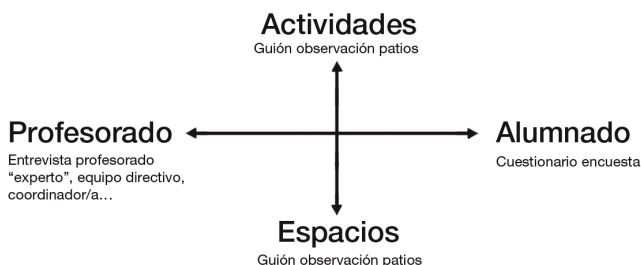 Actividades
Guión observación patios
Profesorado
Entrevista profesorado
“experto”, equipo directivo,
coordinador/a…
Alumnado
Cuestionario encuesta
Espacios
Guión observación patios